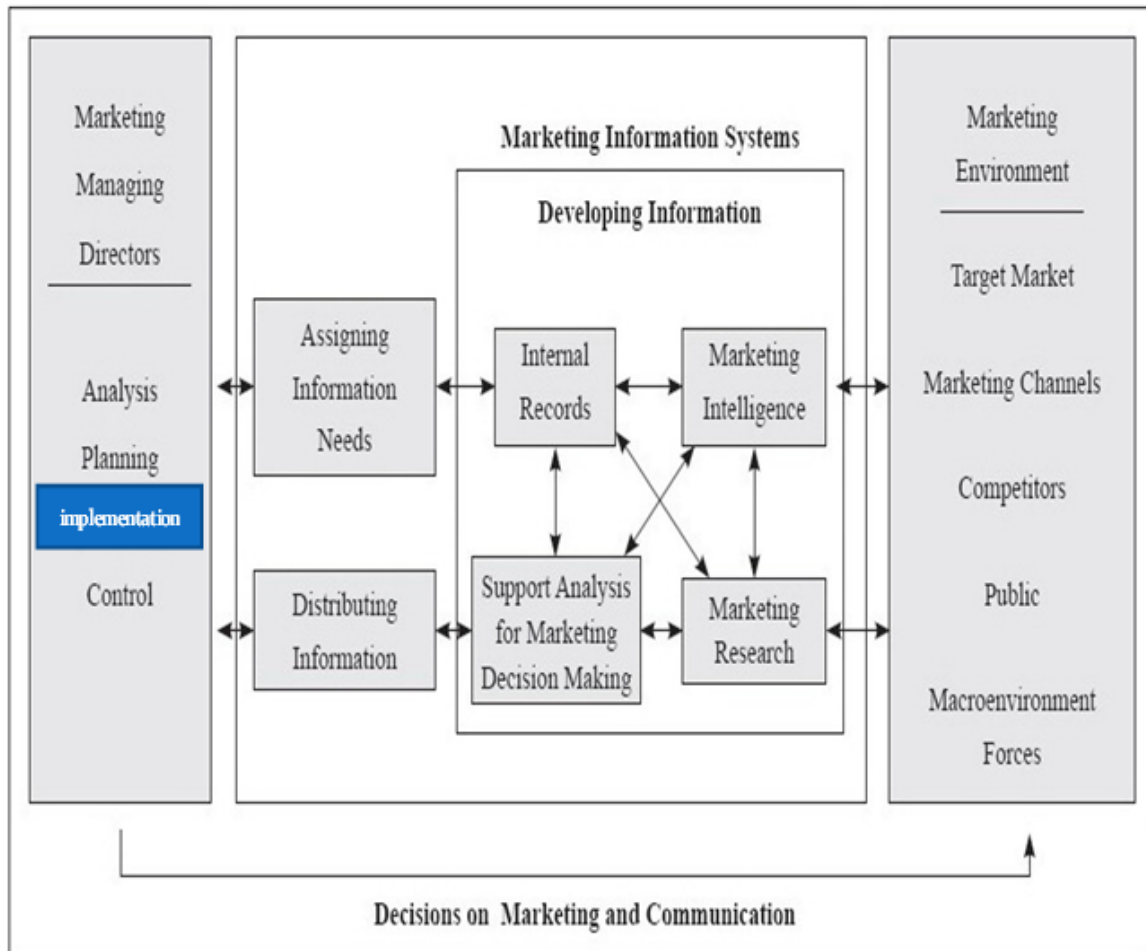 Marketing
Managing
Directors
Analysis
Planning
implementation
Control
Marketing Information Systems
Developing Information
Assigning
Information
Needs
Internal
Records
Marketing
Intelligence
Distributing
Information
Support Analysis
for Marketing
Decision Making
Marketing
Research
Marketing
Environment
Target Market
Marketing Channels
Competitors
Public
Macroenvironment
Forces
Decisions on Marketing and Communication